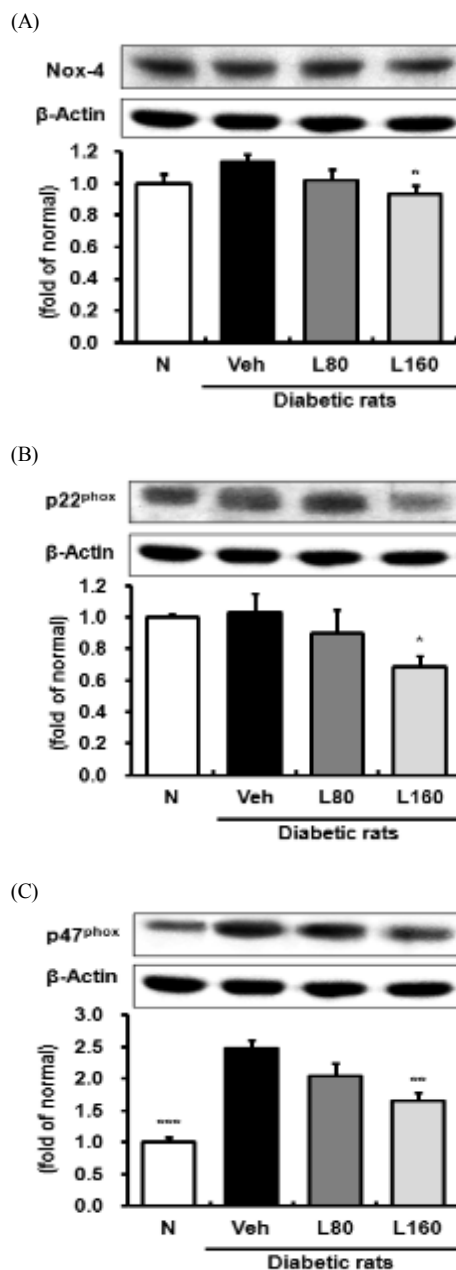 (A)
Nox-4
β-Actin
1.2
1.0
0.8
0.6
0.4
0.2
0.0
(fold of normal)
*
N Veh L80 L160
Diabetic rats
(B)
p22phox
β-Actin
1.2
1.0
0.8
0.6
0.4
0.2
0.0
(fold of normal)
*
N Veh L80 L160
Diabetic rats
(C)
p47phox
β-Actin
3.0
2.5
2.0
1.5
1.0
0.5
0.0
(fold of normal)
***
**
N Veh L80 L160
Diabetic rats